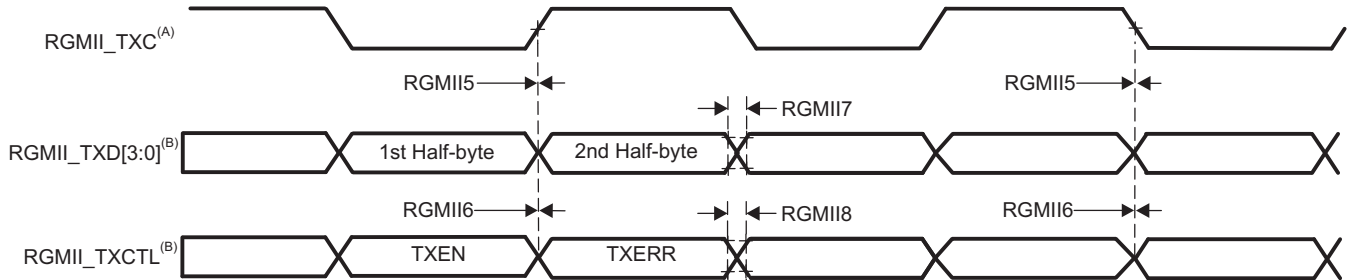 RGMII_TXC(A)
RGMII5 RGMII5
RGMII7
RGMII_TXD[3:0](B) 1st Half-byte 2nd Half-byte
RGMII6 RGMII8 RGMII6
RGMII_TXCTL(B) TXEN TXERR